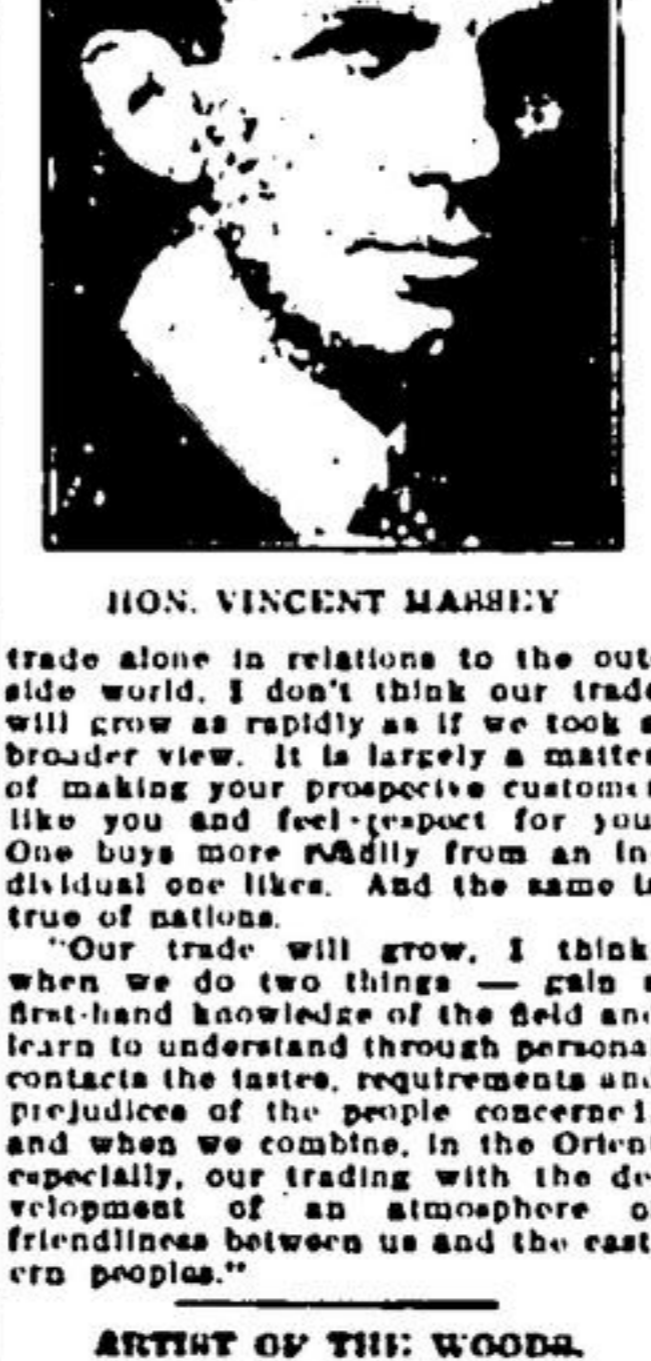 HON. VINCENT MASSEY
trade alone in relations to the out-
side world. I don't think our trade
will grow as rapidly as if we took a
broader view. It is largely a matter
of making your prospective customer
like you and feel respect for you.
One buys more readily from an in-
dividual one likes. And the same is
true of nations.
"Our trade will grow, I think,
when we do two things — gain a
first-hand knowledge of the field and
learn to understand through personal
contacts the tastes, requirements and
prejudices of the people concerned,
and when we combine, in the Orient
especially, our trading with the de-
velopment of an atmosphere of
friendliness between us and the east-
ern peoples."
ARTIST OF THE WOODS.